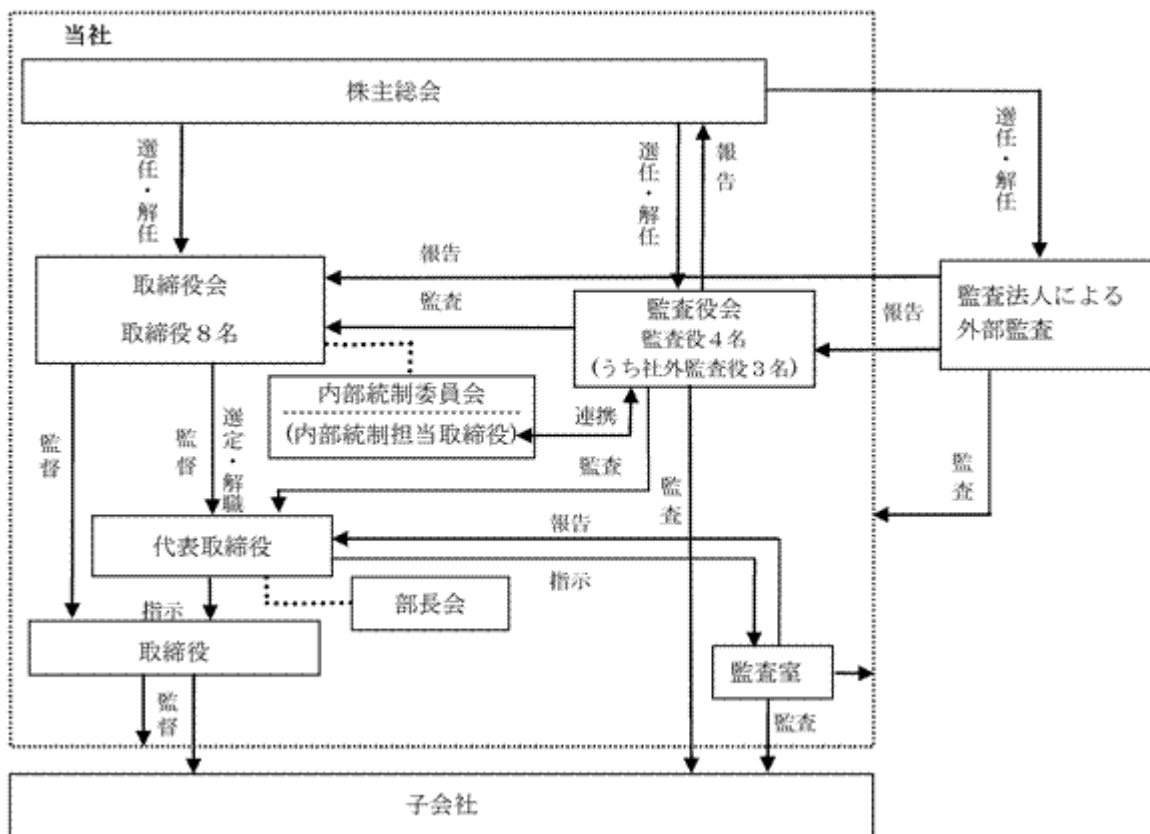 当社
株主総会
選任・解任
選任・解任
報告
選任・解任
報告
取締役会
取締役8名
監査
監査役会
監査役4名
(うち社外監査役3名)
報告
監査法人による
外部監査
内部統制委員会
(内部統制担当取締役)
連携
監督
監督
選定・解職
監査
監査
監査
代表取締役
報告
指示
部長会
指示
取締役
監査室
監督
監査
子会社